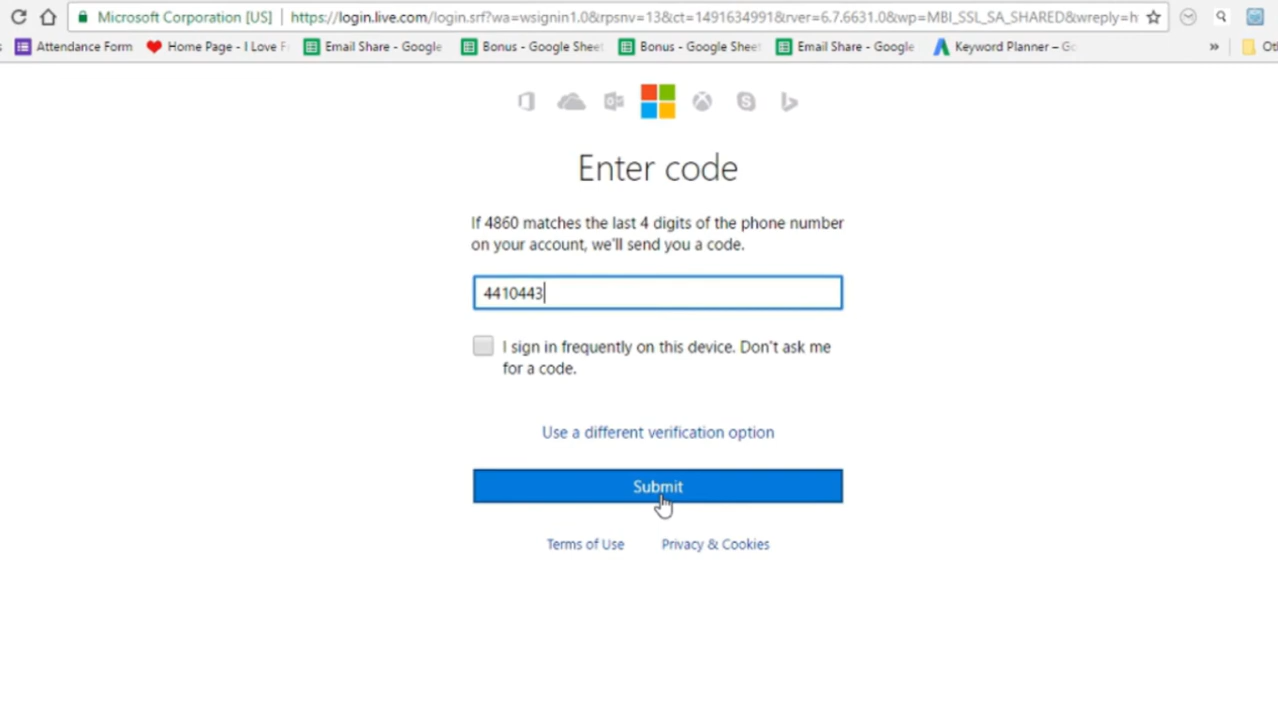 Microsoft Corporation [US] https://login.live.com/login.srf?wa=wsignin1.0&rpsnv=13&ct=1491634991&rver=6.7.6631.0&wp=MBI_SSL_SA_SHARED&wreply=h
Attendance Form Home Page - I Love F Email Share - Google Bonus - Google Sheet Bonus - Google Sheet Email Share - Google Keyword Planner – Go » Ot
Enter code
If 4860 matches the last 4 digits of the phone number
on your account, we'll send you a code.
4410443
I sign in frequently on this device. Don't ask me
for a code.
Use a different verification option
Submit
Terms of Use Privacy & Cookies